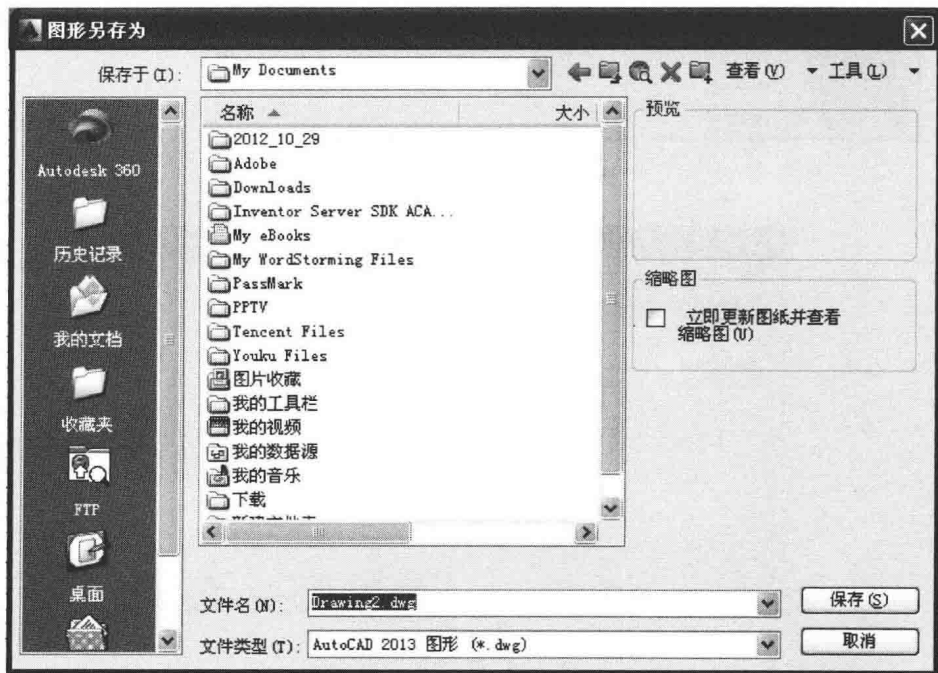 图形另存为
保存于(I):
My Documents
查看(V)
工具(L)
Autodesk 360
历史记录
我的文档
收藏夹
FTP
桌面
名称
大小
2012_10_29
Adobe
Downloads
Inventor Server SDK ACA...
My eBooks
My WordStorming Files
PassMark
PPTV
Tencent Files
Youku Files
图片收藏
我的工具栏
我的视频
我的数据源
我的音乐
下载
预览
缩略图
立即更新图纸并查看
缩略图(U)
文件名(N):
Drawing2.dwg
保存(S)
文件类型(T):
AutoCAD 2013 图形 (*.dwg)
取消